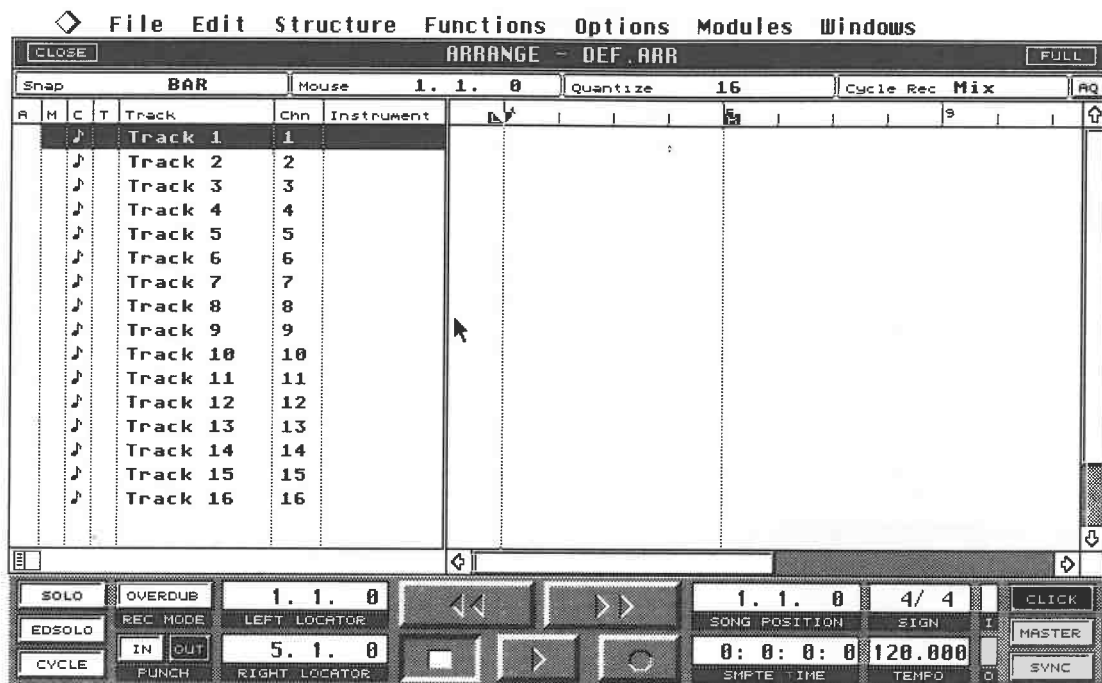 File Edit Structure Functions Options Modules Windows
CLOSE ARRANGE - DEF.ARR FULL
Snap BAR Mouse 1. 1. 0 Quantize 16 Cycle Rec Mix AQ
A M C T Track Chn Instrument 5 9
Track 1 1
Track 2 2
Track 3 3
Track 4 4
Track 5 5
Track 6 6
Track 7 7
Track 8 8
Track 9 9
Track 10 10
Track 11 11
Track 12 12
Track 13 13
Track 14 14
Track 15 15
Track 16 16
SOLO OVERDUB 1. 1. 0 1. 1. 0 4/ 4 CLICK
REC MODE LEFT LOCATOR SONG POSITION SIGN I
EDSOLO MASTER
IN OUT 5. 1. 0 0: 0: 0: 0 120.000
CYCLE PUNCH RIGHT LOCATOR SMPTE TIME TEMPO O SYNC